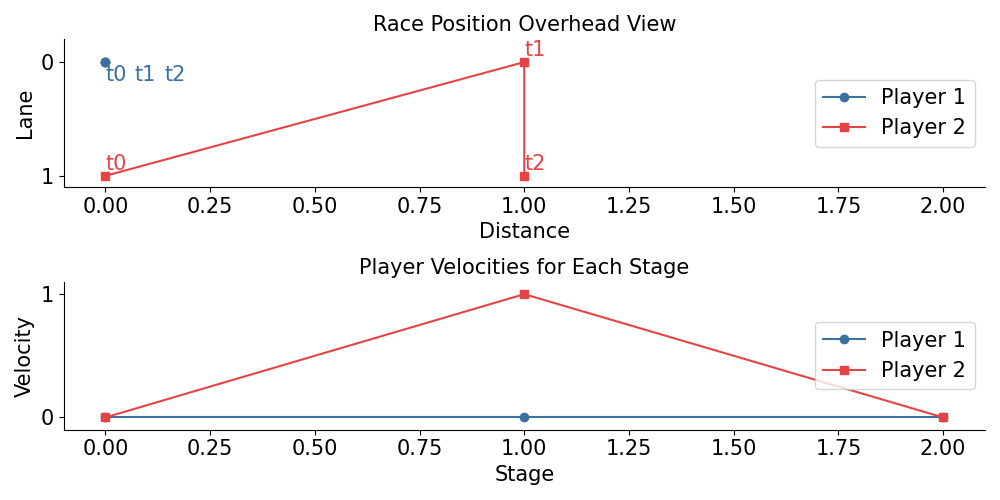 Race Position Overhead View
Lane
0
1
t0 t1 t2
t1
t0
t2
Player 1
Player 2
0.00 0.25 0.50 0.75 1.00 1.25 1.50 1.75 2.00
Distance
Player Velocities for Each Stage
Velocity
1
0
Player 1
Player 2
0.00 0.25 0.50 0.75 1.00 1.25 1.50 1.75 2.00
Stage